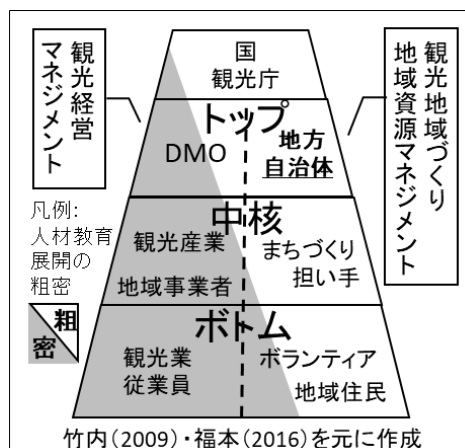 観光経営
マネジメント
国
観光庁
観光地域づくり
地域資源マネジメント
トップ
DMO
地方
自治体
凡例:
人材教育
展開の
粗密
粗
密
中核
観光産業
地域事業者
まちづくり
担い手
ボトム
観光業
従業員
ボランティア
地域住民
竹内(2009)・福本(2016)を元に作成